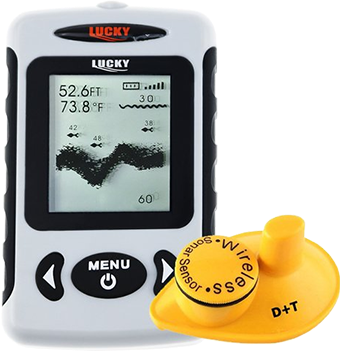 LUCKY
LUCKY
52.6FT
73.8°F
30
42
38
48
60
MENU
Wireless
Sonar Sensor
D+T